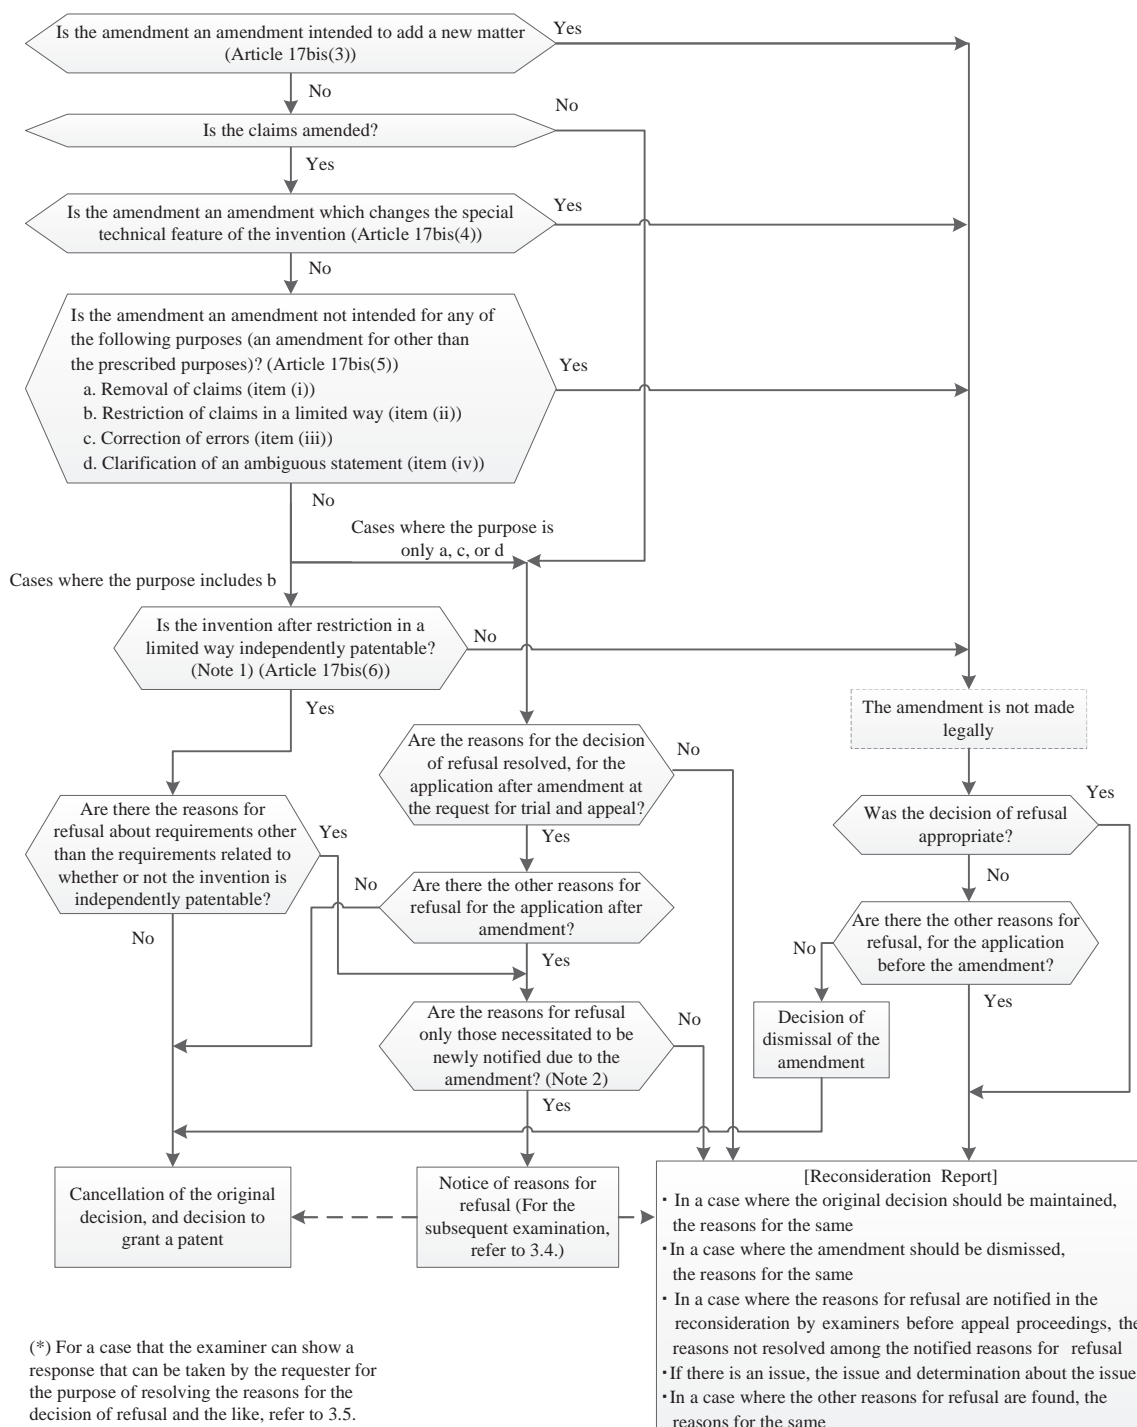 Is the amendment an amendment intended to add a new matter
(Article 17bis(3))
Yes
No
No
Is the claims amended?
Yes
Is the amendment an amendment which changes the special
technical feature of the invention (Article 17bis(4))
Yes
No
Is the amendment an amendment not intended for any of
the following purposes (an amendment for other than
the prescribed purposes)? (Article 17bis(5))
a. Removal of claims (item (i))
b. Restriction of claims in a limited way (item (ii))
c. Correction of errors (item (iii))
d. Clarification of an ambiguous statement (item (iv))
Yes
No
Cases where the purpose is
only a, c, or d
Cases where the purpose includes b
Is the invention after restriction in a
limited way independently patentable?
(Note 1) (Article 17bis(6))
No
Yes
The amendment is not made
legally
Are the reasons for the decision
of refusal resolved, for the
application after amendment at
the request for trial and appeal?
No
Yes
Was the decision of refusal
appropriate?
Yes
No
Are there the reasons for
refusal about requirements other
than the requirements related to
whether or not the invention is
independently patentable?
Yes
No
Are there the other reasons for
refusal for the application after
amendment?
No
Yes
Are there the other reasons for
refusal, for the application
before the amendment?
No
Yes
Are the reasons for refusal
only those necessitated to be
newly notified due to the
amendment? (Note 2)
No
Yes
Decision of
dismissal of the
amendment
Cancellation of the original
decision, and decision to
grant a patent
Notice of reasons for
refusal (For the
subsequent examination,
refer to 3.4.)
[Reconsideration Report]
・In a case where the original decision should be maintained,
the reasons for the same
・In a case where the amendment should be dismissed,
the reasons for the same
・In a case where the reasons for refusal are notified in the
reconsideration by examiners before appeal proceedings, the
reasons not resolved among the notified reasons for refusal
・If there is an issue, the issue and determination about the issue
・In a case where the other reasons for refusal are found, the
reasons for the same
(*) For a case that the examiner can show a
response that can be taken by the requester for
the purpose of resolving the reasons for the
decision of refusal and the like, refer to 3.5.